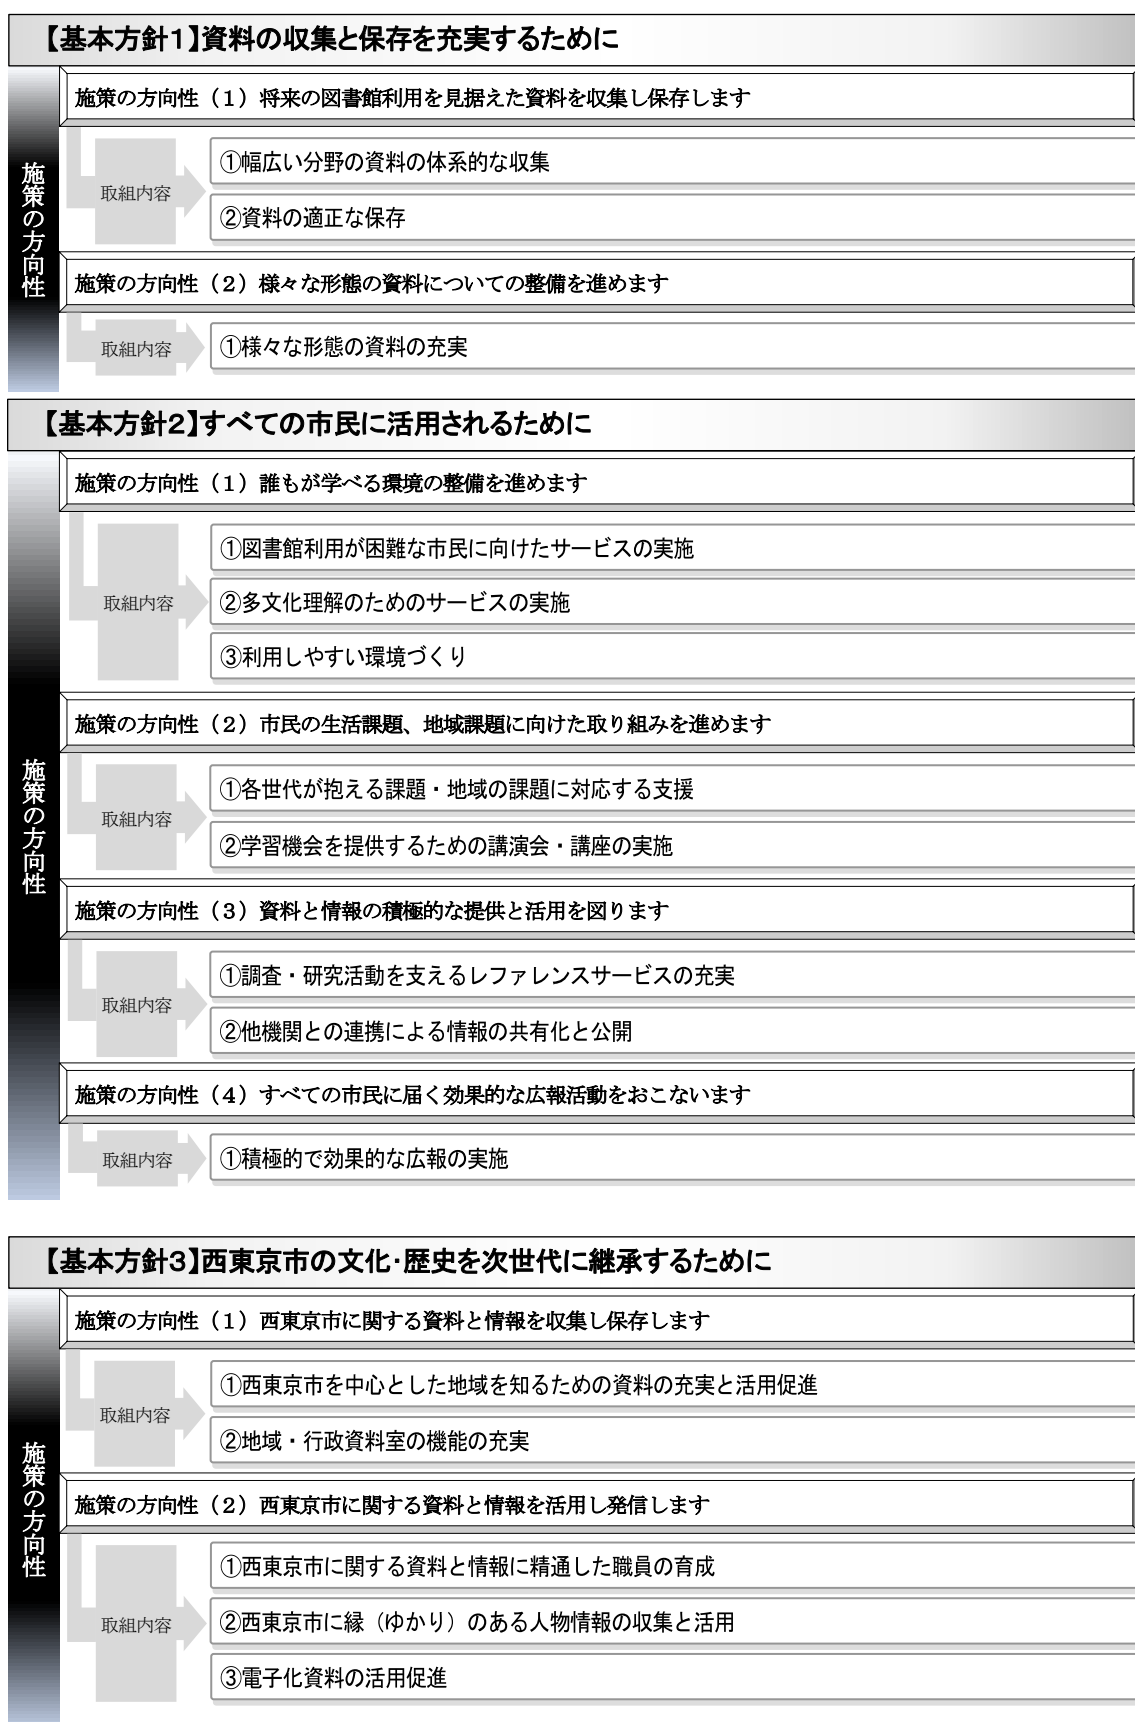 【基本方針1】資料の収集と保存を充実するために
施策の方向性
施策の方向性（1）将来の図書館利用を見据えた資料を収集し保存します
取組内容
①幅広い分野の資料の体系的な収集
②資料の適正な保存
施策の方向性（2）様々な形態の資料についての整備を進めます
取組内容
①様々な形態の資料の充実
【基本方針2】すべての市民に活用されるために
施策の方向性
施策の方向性（1）誰もが学べる環境の整備を進めます
取組内容
①図書館利用が困難な市民に向けたサービスの実施
②多文化理解のためのサービスの実施
③利用しやすい環境づくり
施策の方向性（2）市民の生活課題、地域課題に向けた取り組みを進めます
取組内容
①各世代が抱える課題・地域の課題に対応する支援
②学習機会を提供するための講演会・講座の実施
施策の方向性（3）資料と情報の積極的な提供と活用を図ります
取組内容
①調査・研究活動を支えるレファレンスサービスの充実
②他機関との連携による情報の共有化と公開
施策の方向性（4）すべての市民に届く効果的な広報活動をおこないます
取組内容
①積極的で効果的な広報の実施
【基本方針3】西東京市の文化・歴史を次世代に継承するために
施策の方向性
施策の方向性（1）西東京市に関する資料と情報を収集し保存します
取組内容
①西東京市を中心とした地域を知るための資料の充実と活用促進
②地域・行政資料室の機能の充実
施策の方向性（2）西東京市に関する資料と情報を活用し発信します
取組内容
①西東京市に関する資料と情報に精通した職員の育成
②西東京市に縁（ゆかり）のある人物情報の収集と活用
③電子化資料の活用促進